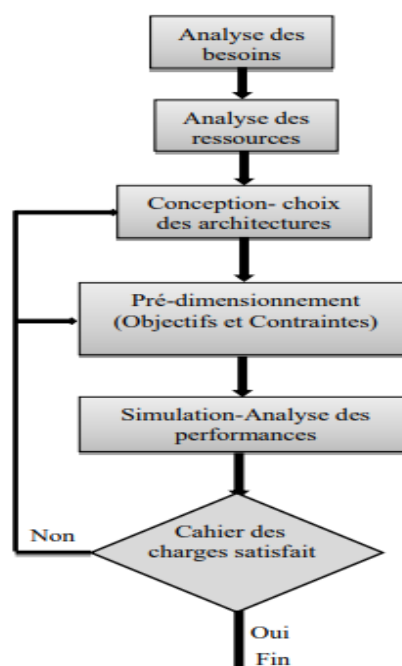 Analyse des
besoins
Analyse des
ressources
Conception- choix
des architectures
Pré-dimensionnement
(Objectifs et Contraintes)
Simulation-Analyse des
performances
Cahier des
charges satisfait
Non
Oui
Fin